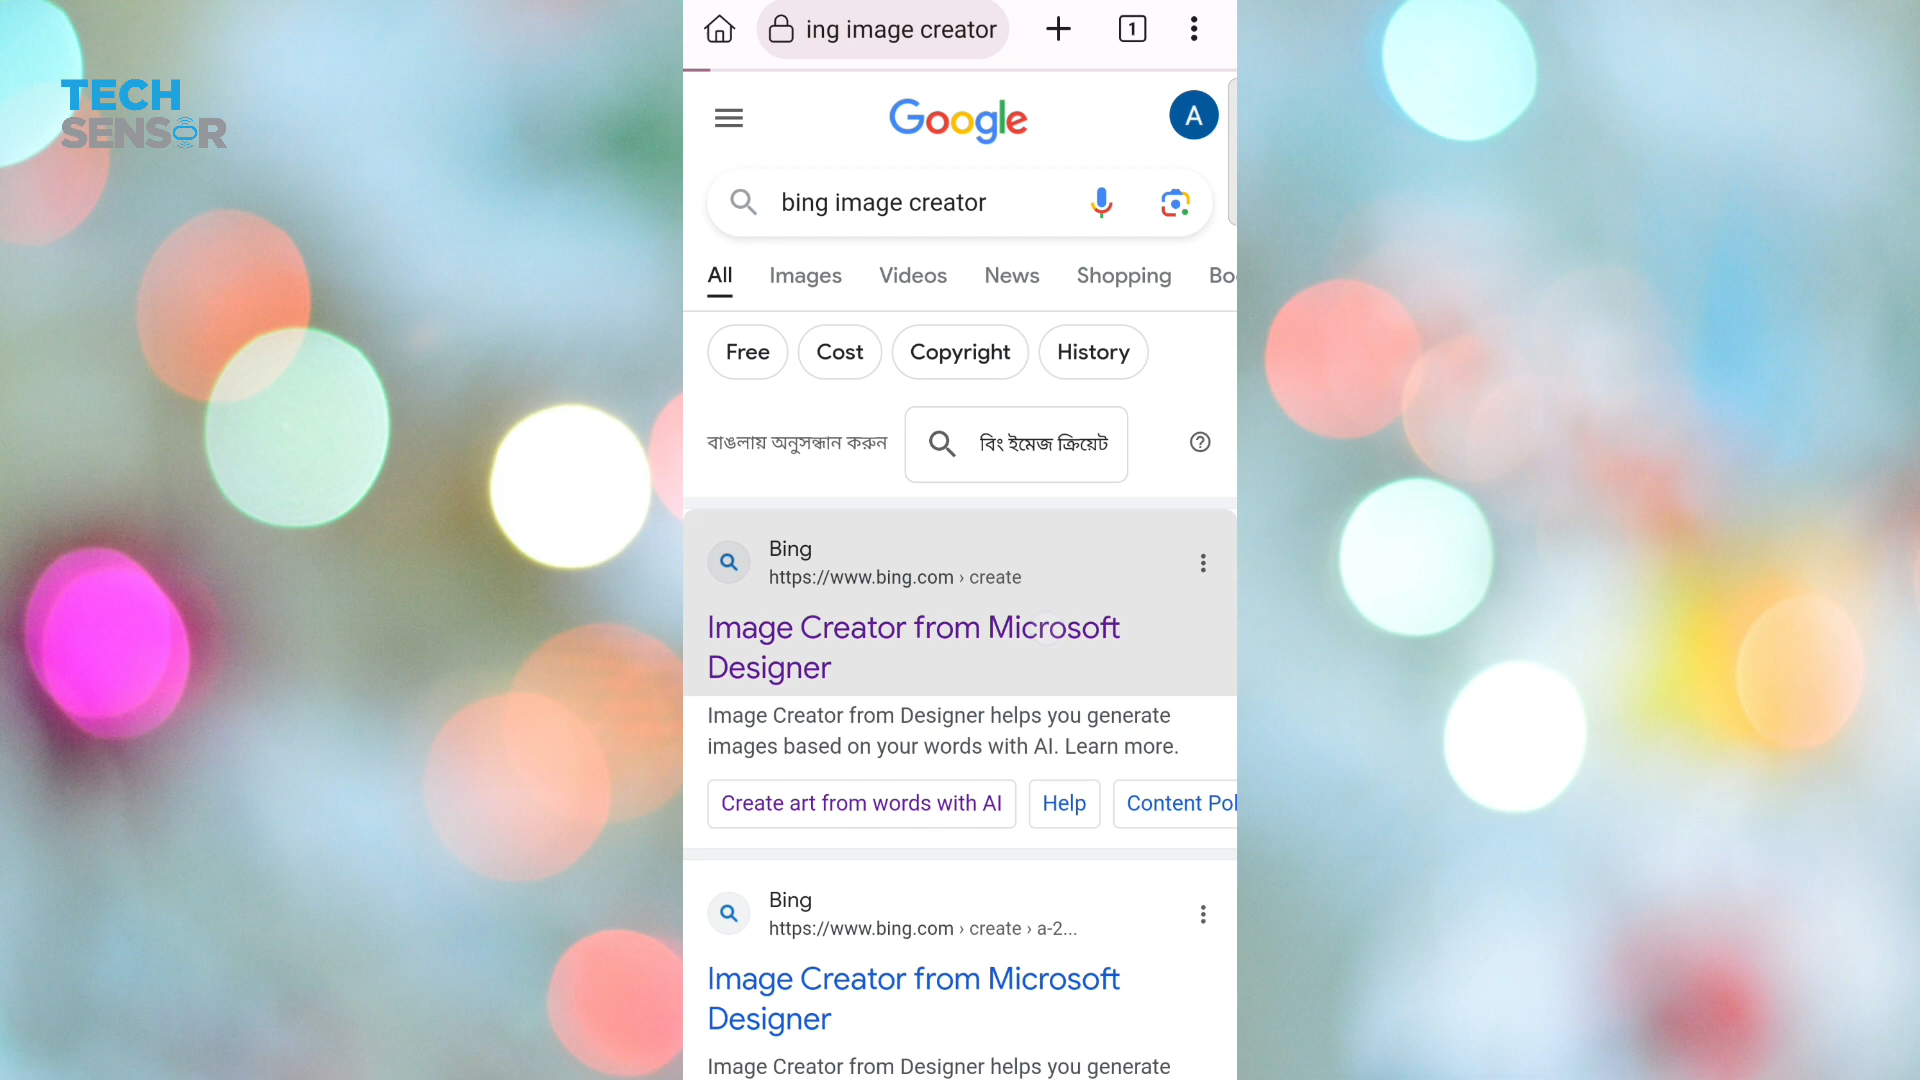 TECH
SENSOR
ing image creator
1
Google
A
bing image creator
All Images Videos News Shopping
Free Cost Copyright History
বাঙলায় অনুসন্ধান করুন বিং ইমেজ ক্রিয়েট
Bing
https://www.bing.com › create
Image Creator from Microsoft
Designer
Image Creator from Designer helps you generate
images based on your words with AI. Learn more.
Create art from words with AI Help Content Pol
Bing
https://www.bing.com › create › a-2...
Image Creator from Microsoft
Designer
Image Creator from Designer helps you generate